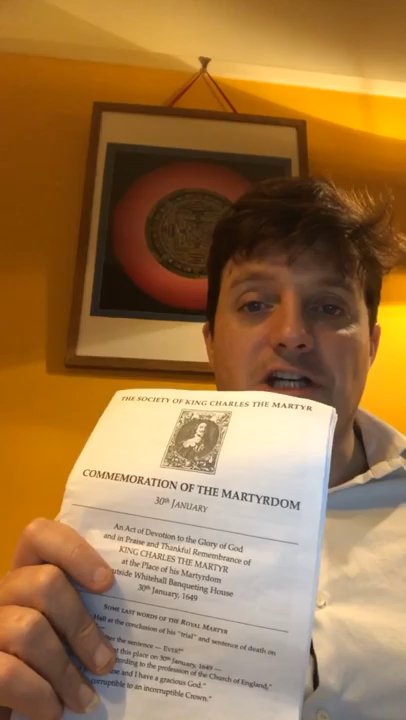 THE SOCIETY OF KING CHARLES THE MARTYR
COMMEMORATION OF THE MARTYRDOM
30th JANUARY
An Act of Devotion to the Glory of God
and in Praise and Thankful Remembrance of
KING CHARLES THE MARTYR
at the Place of his Martyrdom
outside Whitehall Banqueting House
30th January, 1649
SOME LAST WORDS OF THE ROYAL MARTYR
Hall at the conclusion of his "trial" and sentence of death on
the sentence — EVER!"
at this place on 30th January, 1649 —
according to the profession of the Church of England,
and I have a gracious God."
corruptible to an incorruptible Crown."